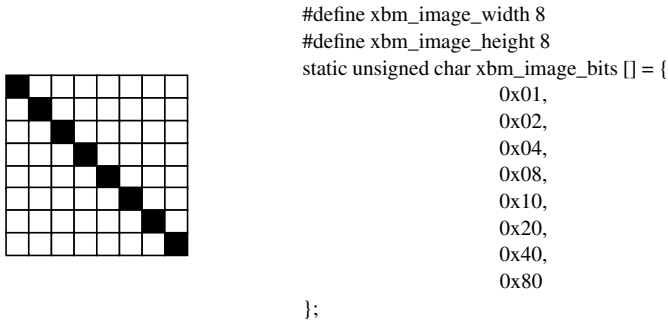 #define xbm_image_width 8
#define xbm_image_height 8
static unsigned char xbm_image_bits [] = {
0x01,
0x02,
0x04,
0x08,
0x10,
0x20,
0x40,
0x80
};